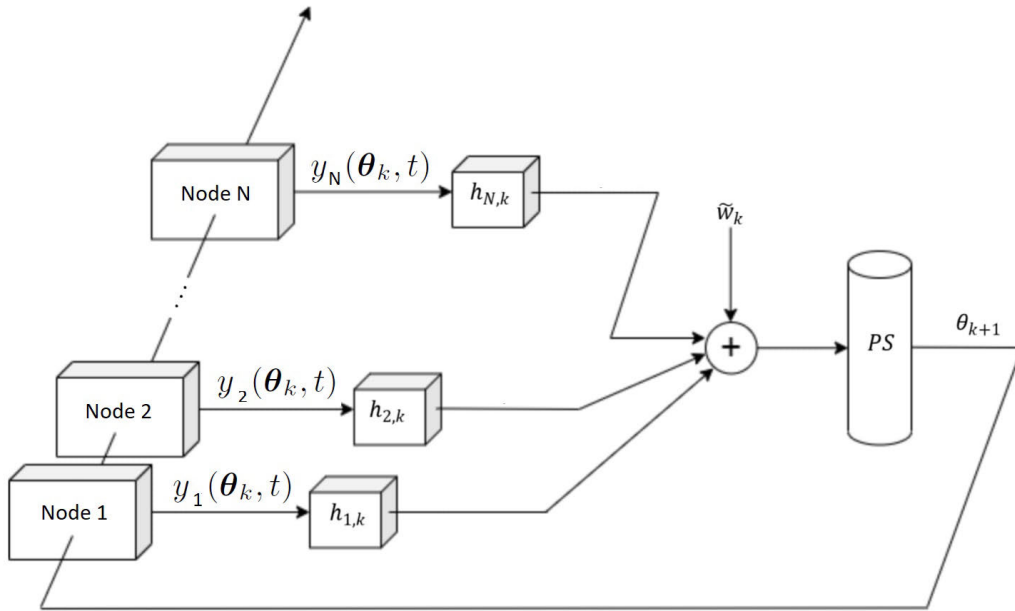 Node N
y_N(θ_k, t)
h_{N,k}
w̃_k
⋮
Node 2
y_2(θ_k, t)
h_{2,k}
+
PS
θ_{k+1}
Node 1
y_1(θ_k, t)
h_{1,k}